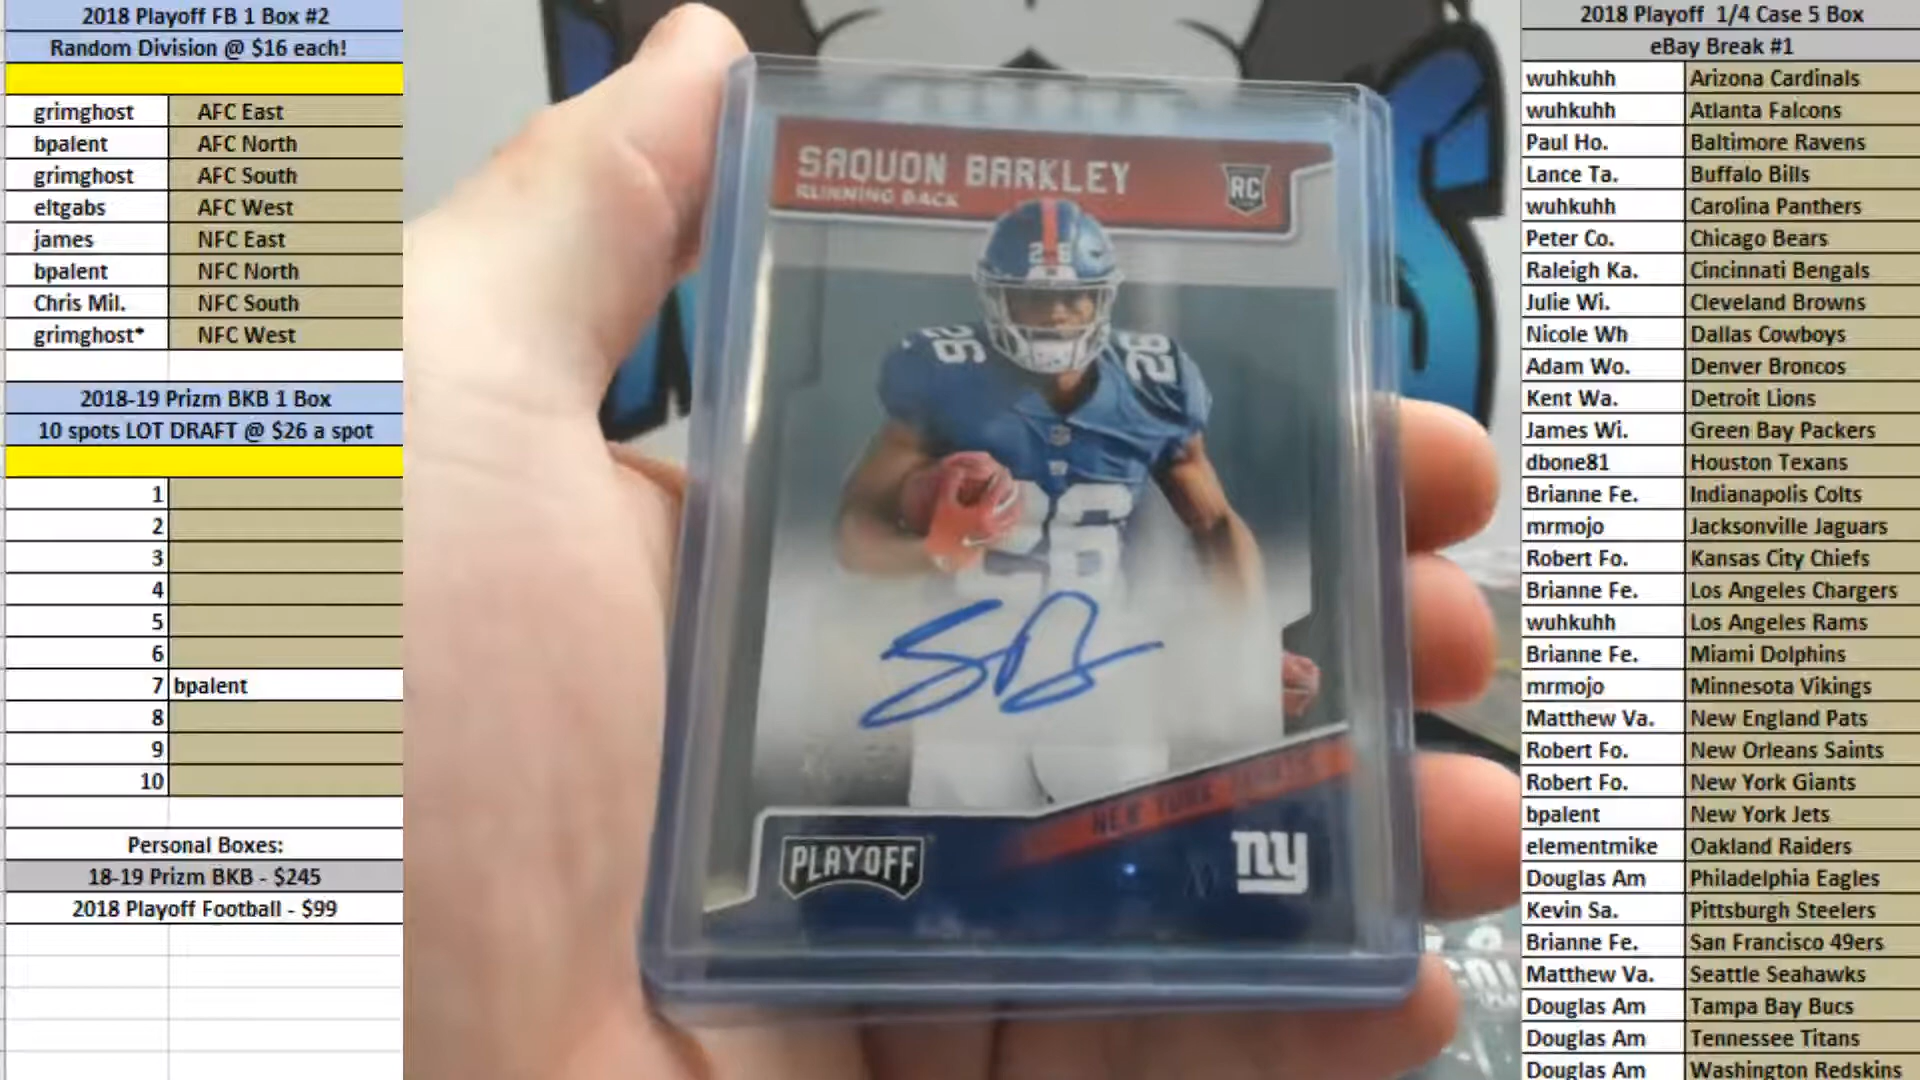 2018 Playoff FB 1 Box #2
Random Division @ $16 each!
grimghost AFC East
bpalent AFC North
grimghost AFC South
eltgabs AFC West
james NFC East
bpalent NFC North
Chris Mil. NFC South
grimghost* NFC West
2018-19 Prizm BKB 1 Box
10 spots LOT DRAFT @ $26 a spot
1
2
3
4
5
6
7 bpalent
8
9
10
Personal Boxes:
18-19 Prizm BKB - $245
2018 Playoff Football - $99
SAQUON BARKLEY
RUNNING BACK
RC
26
26
26
26
SB
NEW YORK GIANTS
PLAYOFF
ny
2018 Playoff 1/4 Case 5 Box
eBay Break #1
wuhkuhh Arizona Cardinals
wuhkuhh Atlanta Falcons
Paul Ho. Baltimore Ravens
Lance Ta. Buffalo Bills
wuhkuhh Carolina Panthers
Peter Co. Chicago Bears
Raleigh Ka. Cincinnati Bengals
Julie Wi. Cleveland Browns
Nicole Wh Dallas Cowboys
Adam Wo. Denver Broncos
Kent Wa. Detroit Lions
James Wi. Green Bay Packers
dbone81 Houston Texans
Brianne Fe. Indianapolis Colts
mrmojo Jacksonville Jaguars
Robert Fo. Kansas City Chiefs
Brianne Fe. Los Angeles Chargers
wuhkuhh Los Angeles Rams
Brianne Fe. Miami Dolphins
mrmojo Minnesota Vikings
Matthew Va. New England Pats
Robert Fo. New Orleans Saints
Robert Fo. New York Giants
bpalent New York Jets
elementmike Oakland Raiders
Douglas Am Philadelphia Eagles
Kevin Sa. Pittsburgh Steelers
Brianne Fe. San Francisco 49ers
Matthew Va. Seattle Seahawks
Douglas Am Tampa Bay Bucs
Douglas Am Tennessee Titans
Douglas Am Washington Redskins